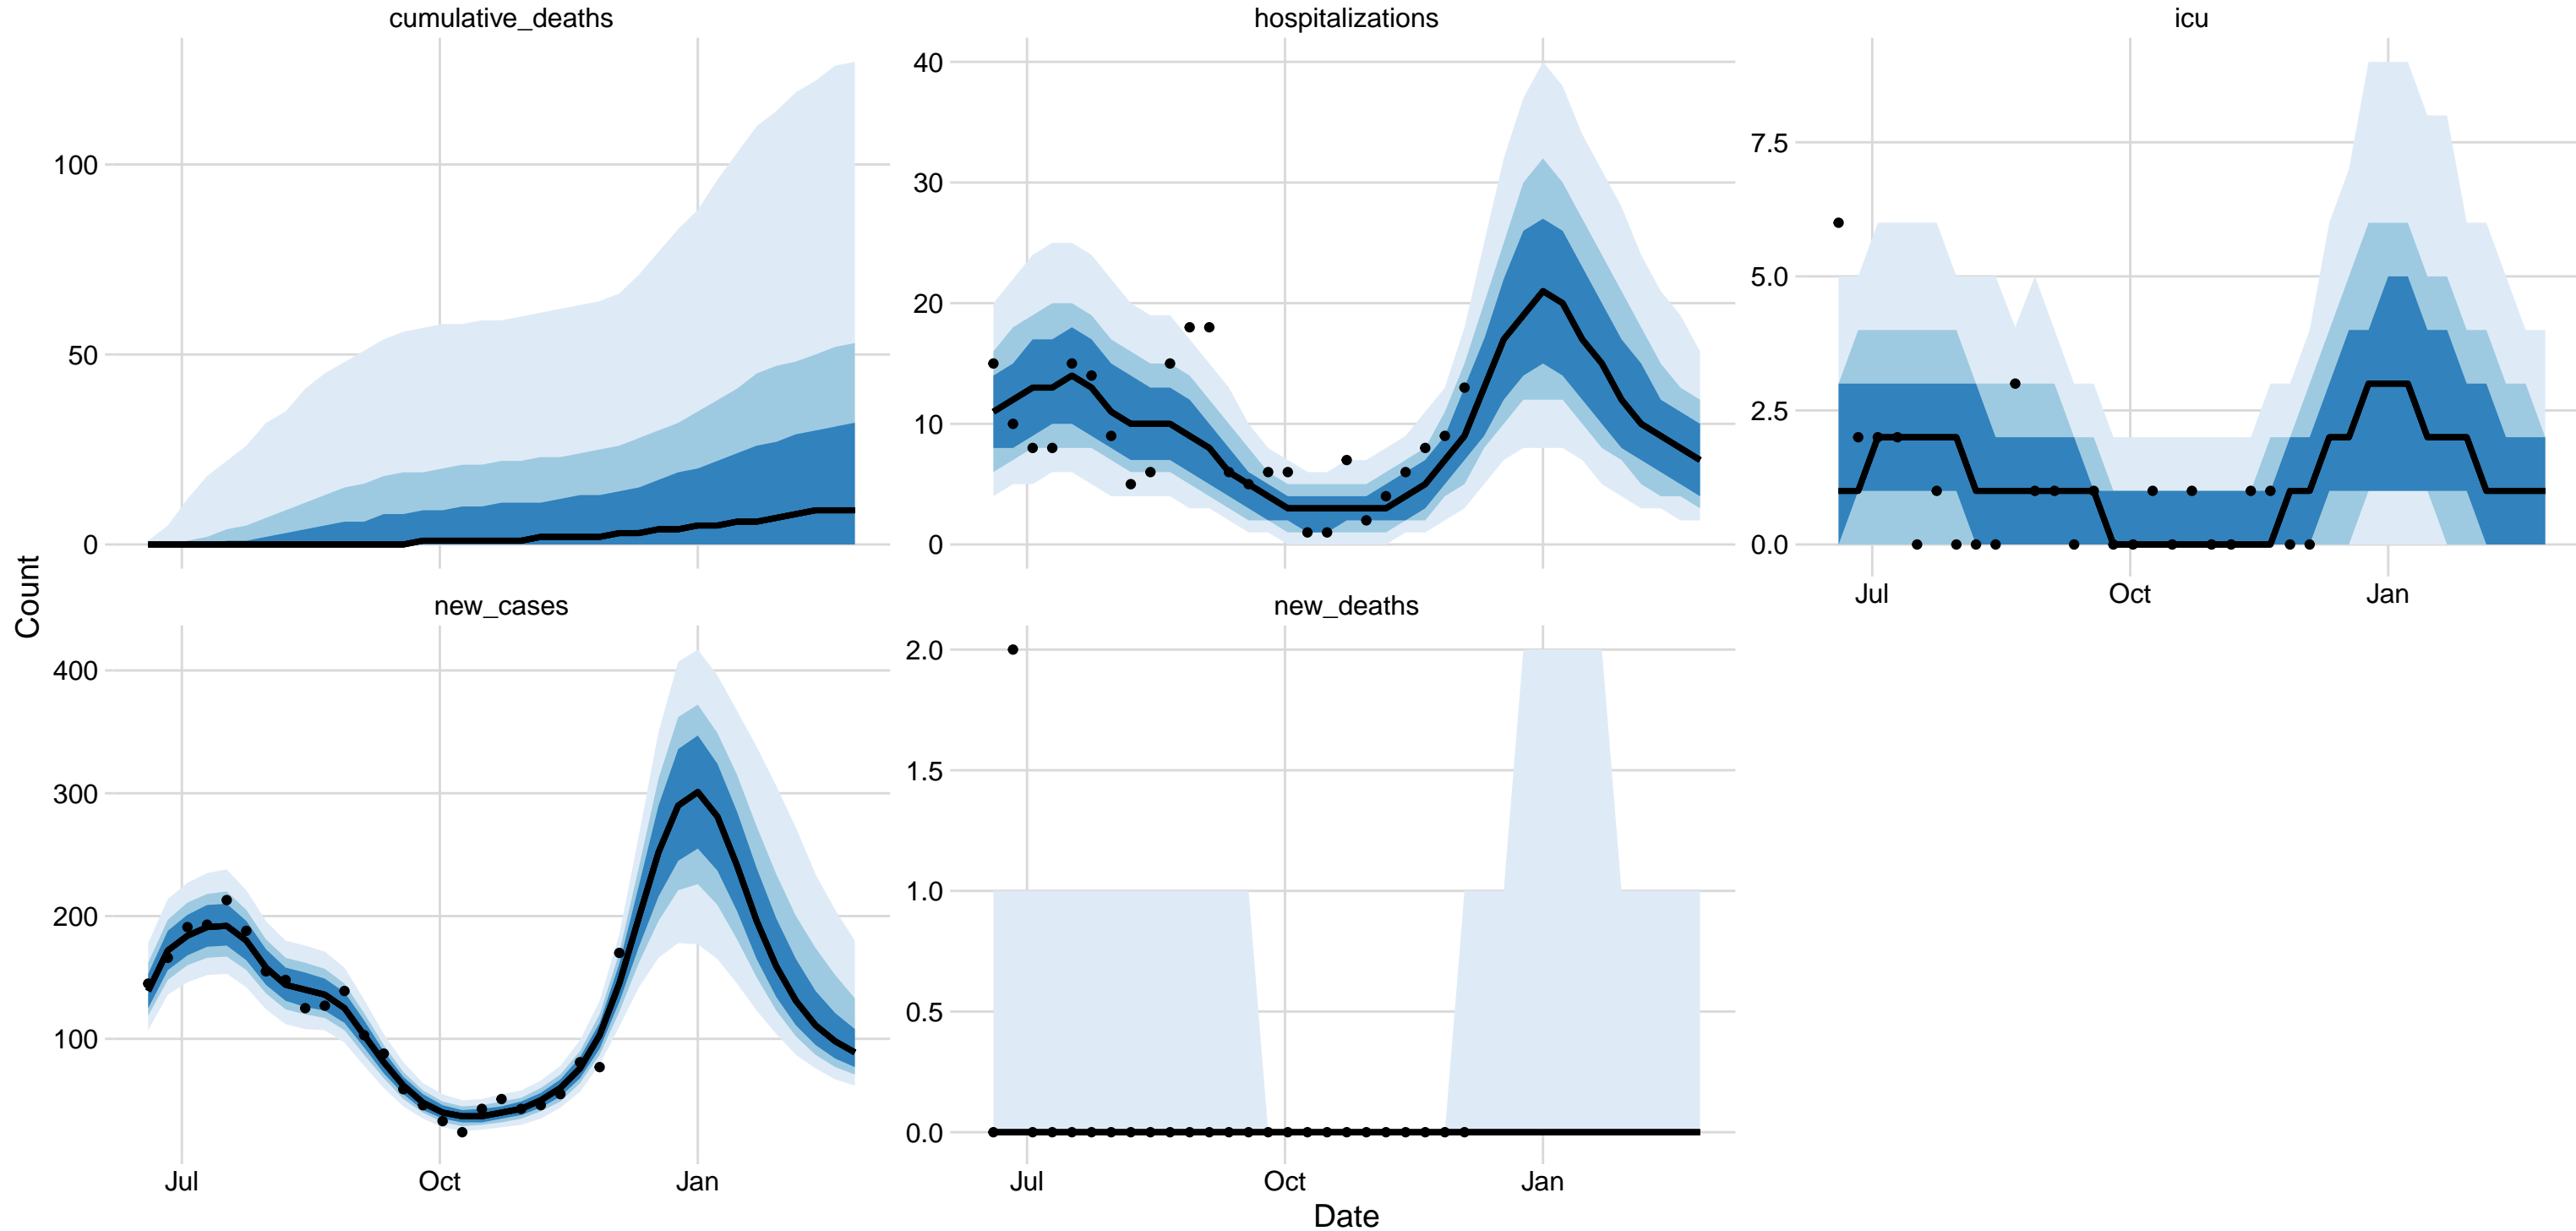 cumulative_deaths
hospitalizations
icu
100
50
0
40
30
20
10
0
7.5
5.0
2.5
0.0
Jul
Oct
Jan
Count
new_cases
new_deaths
400
300
200
100
2.0
1.5
1.0
0.5
0.0
Jul
Oct
Jan
Jul
Oct
Jan
Date